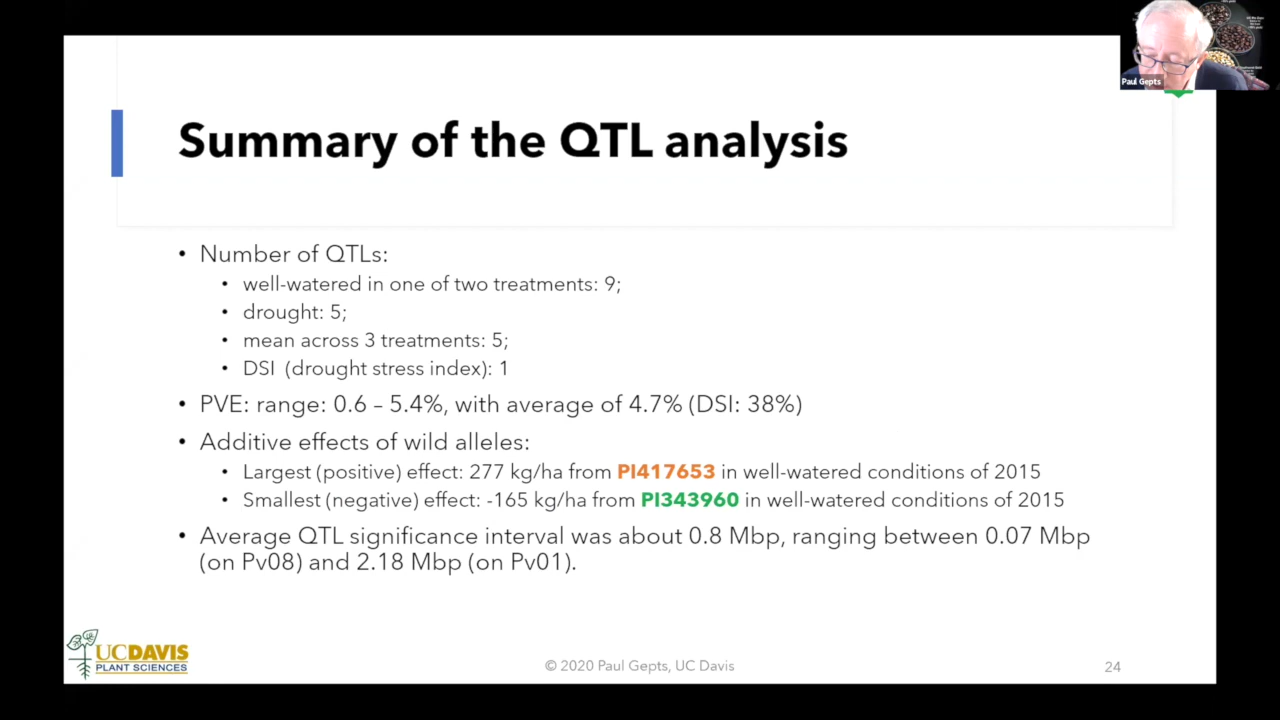 Paul Gepts
Summary of the QTL analysis
• Number of QTLs:
• well-watered in one of two treatments: 9;
• drought: 5;
• mean across 3 treatments: 5;
• DSI (drought stress index): 1
• PVE: range: 0.6 – 5.4%, with average of 4.7% (DSI: 38%)
• Additive effects of wild alleles:
• Largest (positive) effect: 277 kg/ha from PI417653 in well-watered conditions of 2015
• Smallest (negative) effect: -165 kg/ha from PI343960 in well-watered conditions of 2015
• Average QTL significance interval was about 0.8 Mbp, ranging between 0.07 Mbp
(on Pv08) and 2.18 Mbp (on Pv01).
UCDAVIS
PLANT SCIENCES
© 2020 Paul Gepts, UC Davis
24